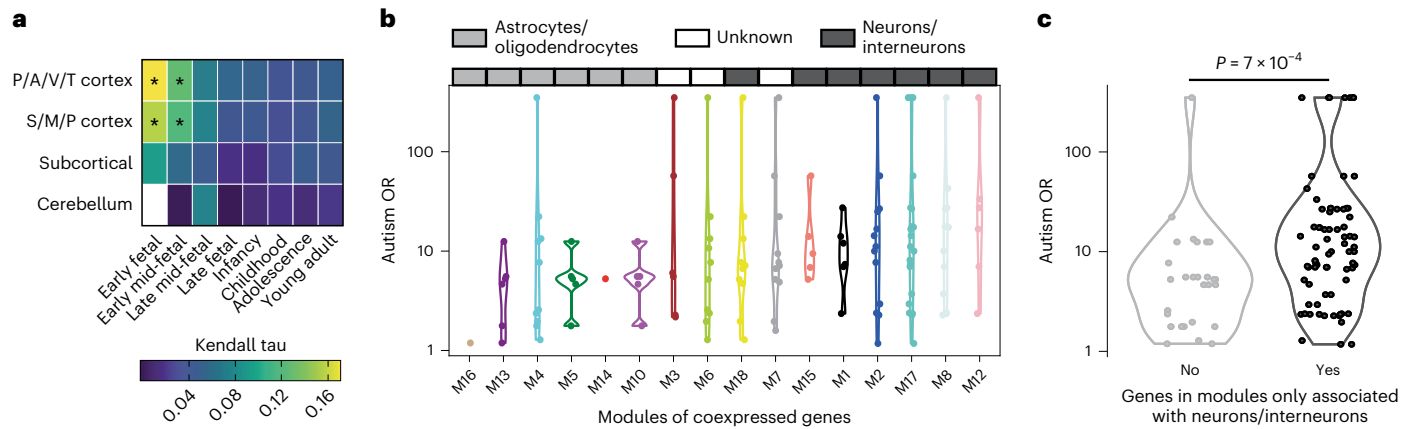 a
P/A/V/T cortex
S/M/P cortex
Subcortical
Cerebellum
* *
* *
Early fetal
Early mid-fetal
Late mid-fetal
Late fetal
Infancy
Childhood
Adolescence
Young adult
Kendall tau
0.04 0.08 0.12 0.16
b
Astrocytes/
oligodendrocytes
Unknown
Neurons/
interneurons
Autism OR
100
10
1
M16 M13 M4 M5 M14 M10 M3 M6 M18 M7 M15 M1 M2 M17 M8 M12
Modules of coexpressed genes
c
P = 7 × 10⁻⁴
Autism OR
100
10
1
No Yes
Genes in modules only associated
with neurons/interneurons